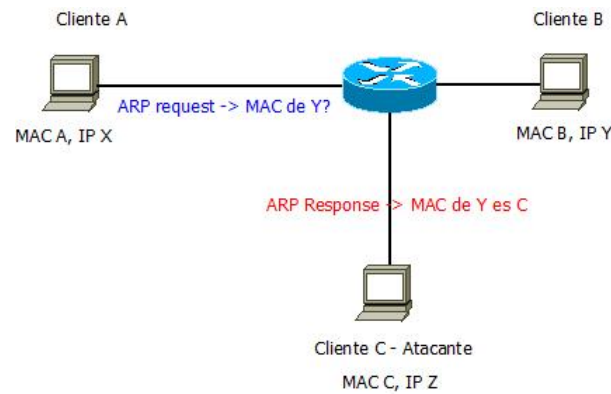 Cliente A
Cliente B
ARP request -> MAC de Y?
MAC A, IP X
MAC B, IP Y
ARP Response -> MAC de Y es C
Cliente C - Atacante
MAC C, IP Z